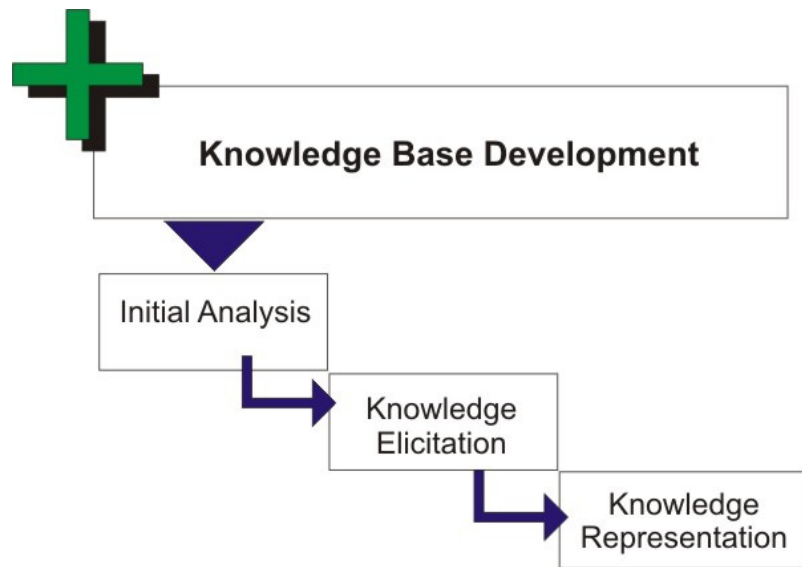 Knowledge Base Development
Initial Analysis
Knowledge
Elicitation
Knowledge
Representation